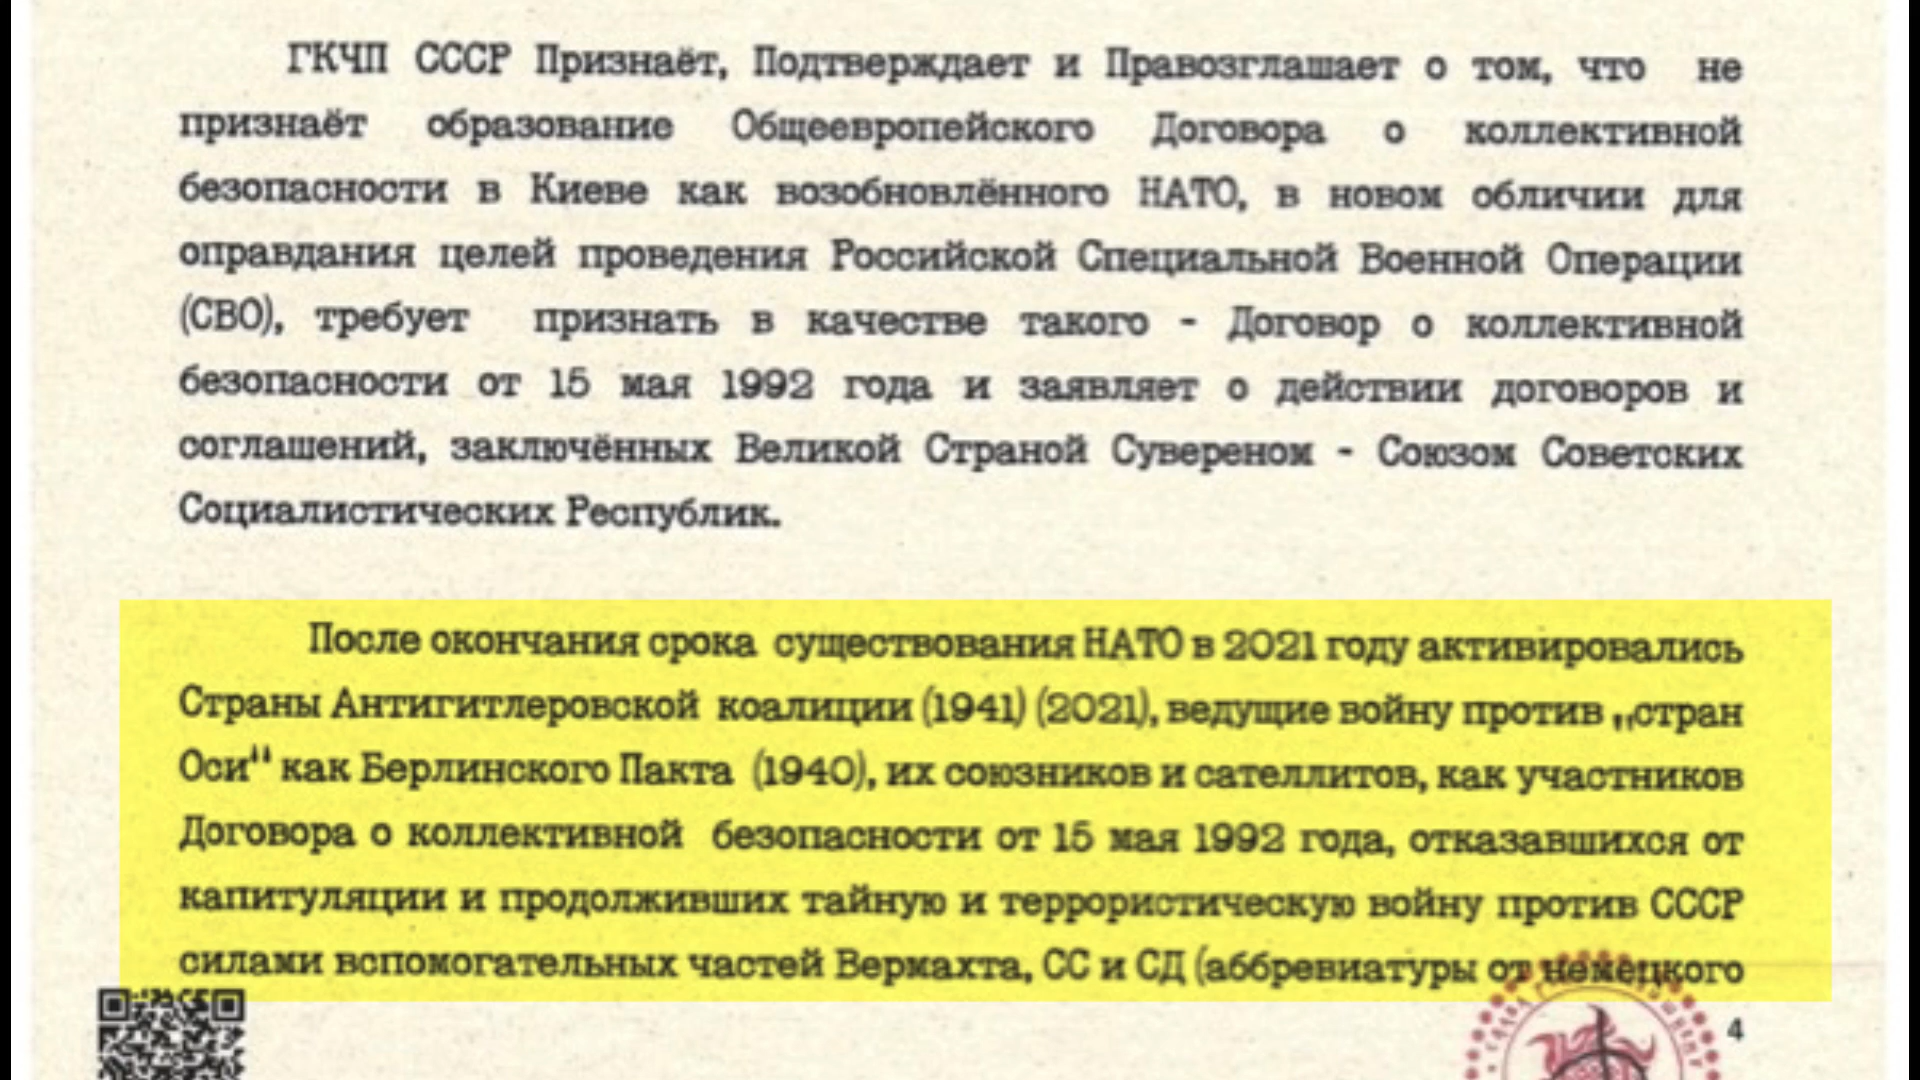 ГКЧП СССР Признаёт, Подтверждает и Правозглашает о том, что не
признаёт образование Общеевропейского Договора о коллективной
безопасности в Киеве как возобновлённого НАТО, в новом обличии для
оправдания целей проведения Российской Специальной Военной Операции
(СВО), требует признать в качестве такого - Договор о коллективной
безопасности от 15 мая 1992 года и заявляет о действии договоров и
соглашений, заключённых Великой Страной Сувереном - Союзом Советских
Социалистических Республик.
После окончания срока существования НАТО в 2021 году активировались
Страны Антигитлеровской коалиции (1941) (2021), ведущие войну против „стран
Оси“ как Берлинского Пакта (1940), их союзников и сателлитов, как участников
Договора о коллективной безопасности от 15 мая 1992 года, отказавшихся от
капитуляции и продолживших тайную и террористическую войну против СССР
силами вспомогательных частей Вермахта, СС и СД (аббревиатуры от немецкого
4